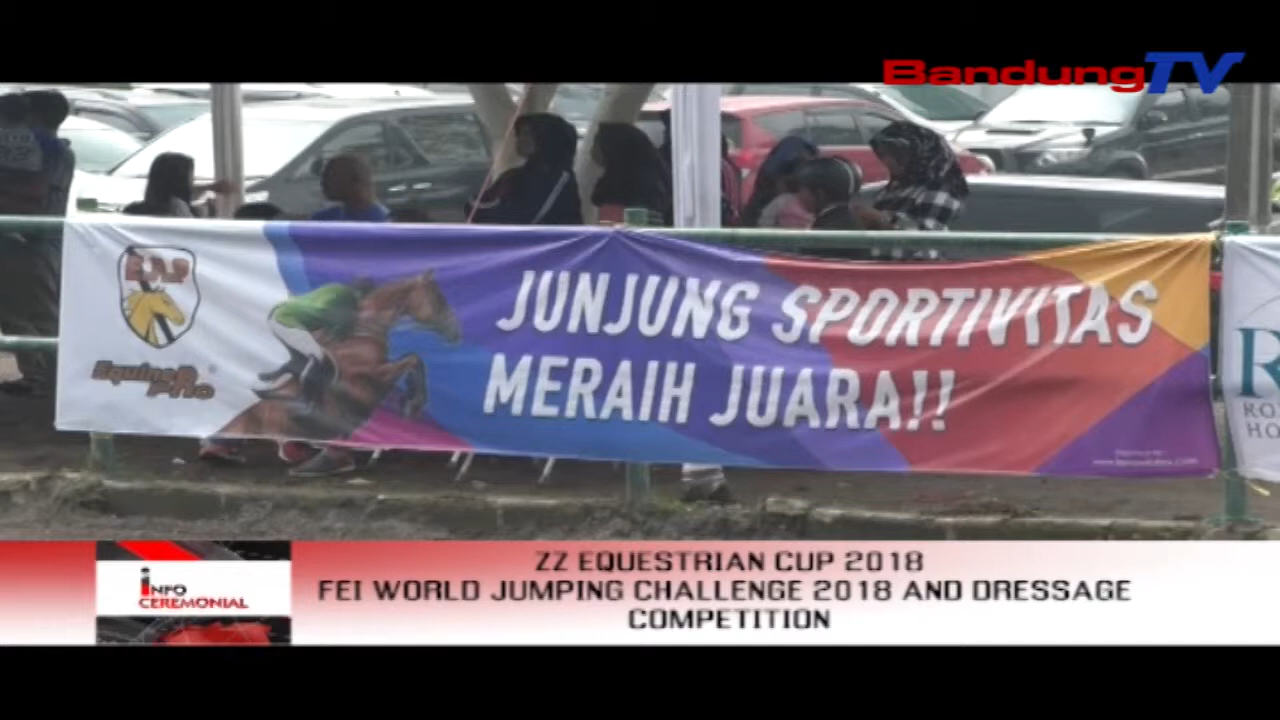 BandungTV
E.A.P
JUNJUNG SPORTIVITAS
MERAIH JUARA!!
ZZ EQUESTRIAN CUP 2018
FEI WORLD JUMPING CHALLENGE 2018 AND DRESSAGE
COMPETITION
INFO
CEREMONIAL